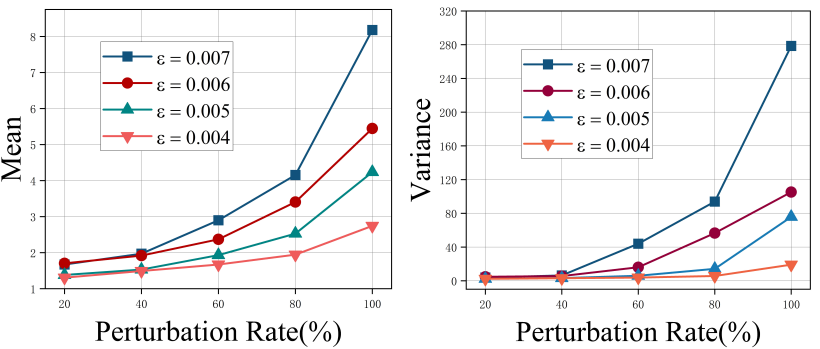 8
7
6
5
4
3
2
1
Mean
ε = 0.007
ε = 0.006
ε = 0.005
ε = 0.004
20 40 60 80 100
Perturbation Rate(%)
320
280
240
200
160
120
80
40
0
Variance
ε = 0.007
ε = 0.006
ε = 0.005
ε = 0.004
20 40 60 80 100
Perturbation Rate(%)